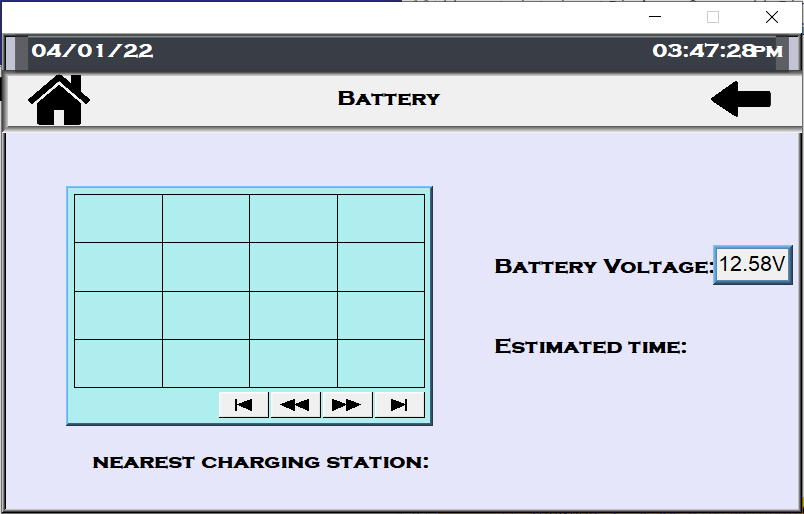 04/01/22 03:47:28PM
Battery
Battery Voltage: 12.58V
Estimated time:
nearest charging station: